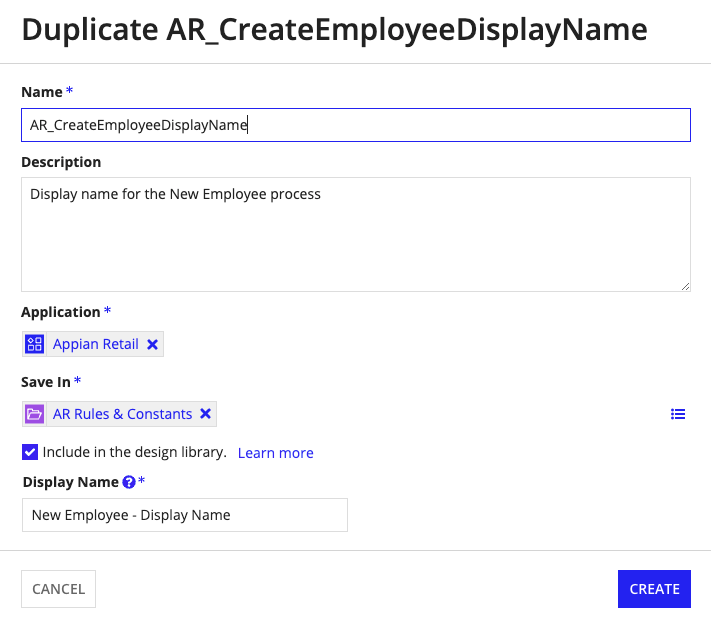 Duplicate AR_CreateEmployeeDisplayName
Name *
AR_CreateEmployeeDisplayName
Description
Display name for the New Employee process
Application *
Appian Retail
Save In *
AR Rules & Constants
Include in the design library. Learn more
Display Name ? *
New Employee - Display Name
CANCEL CREATE